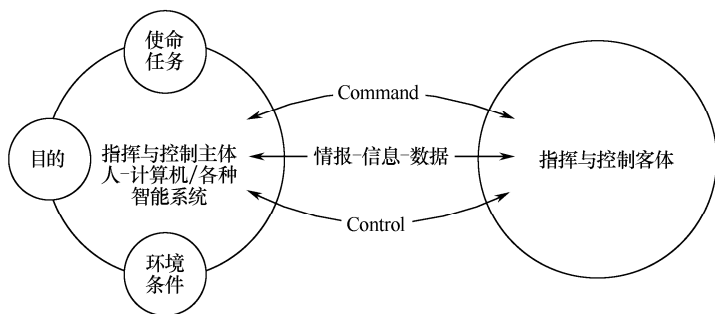 使命
任务
目的
指挥与控制主体
人-计算机/各种
智能系统
环境
条件
Command
情报-信息-数据
Control
指挥与控制客体